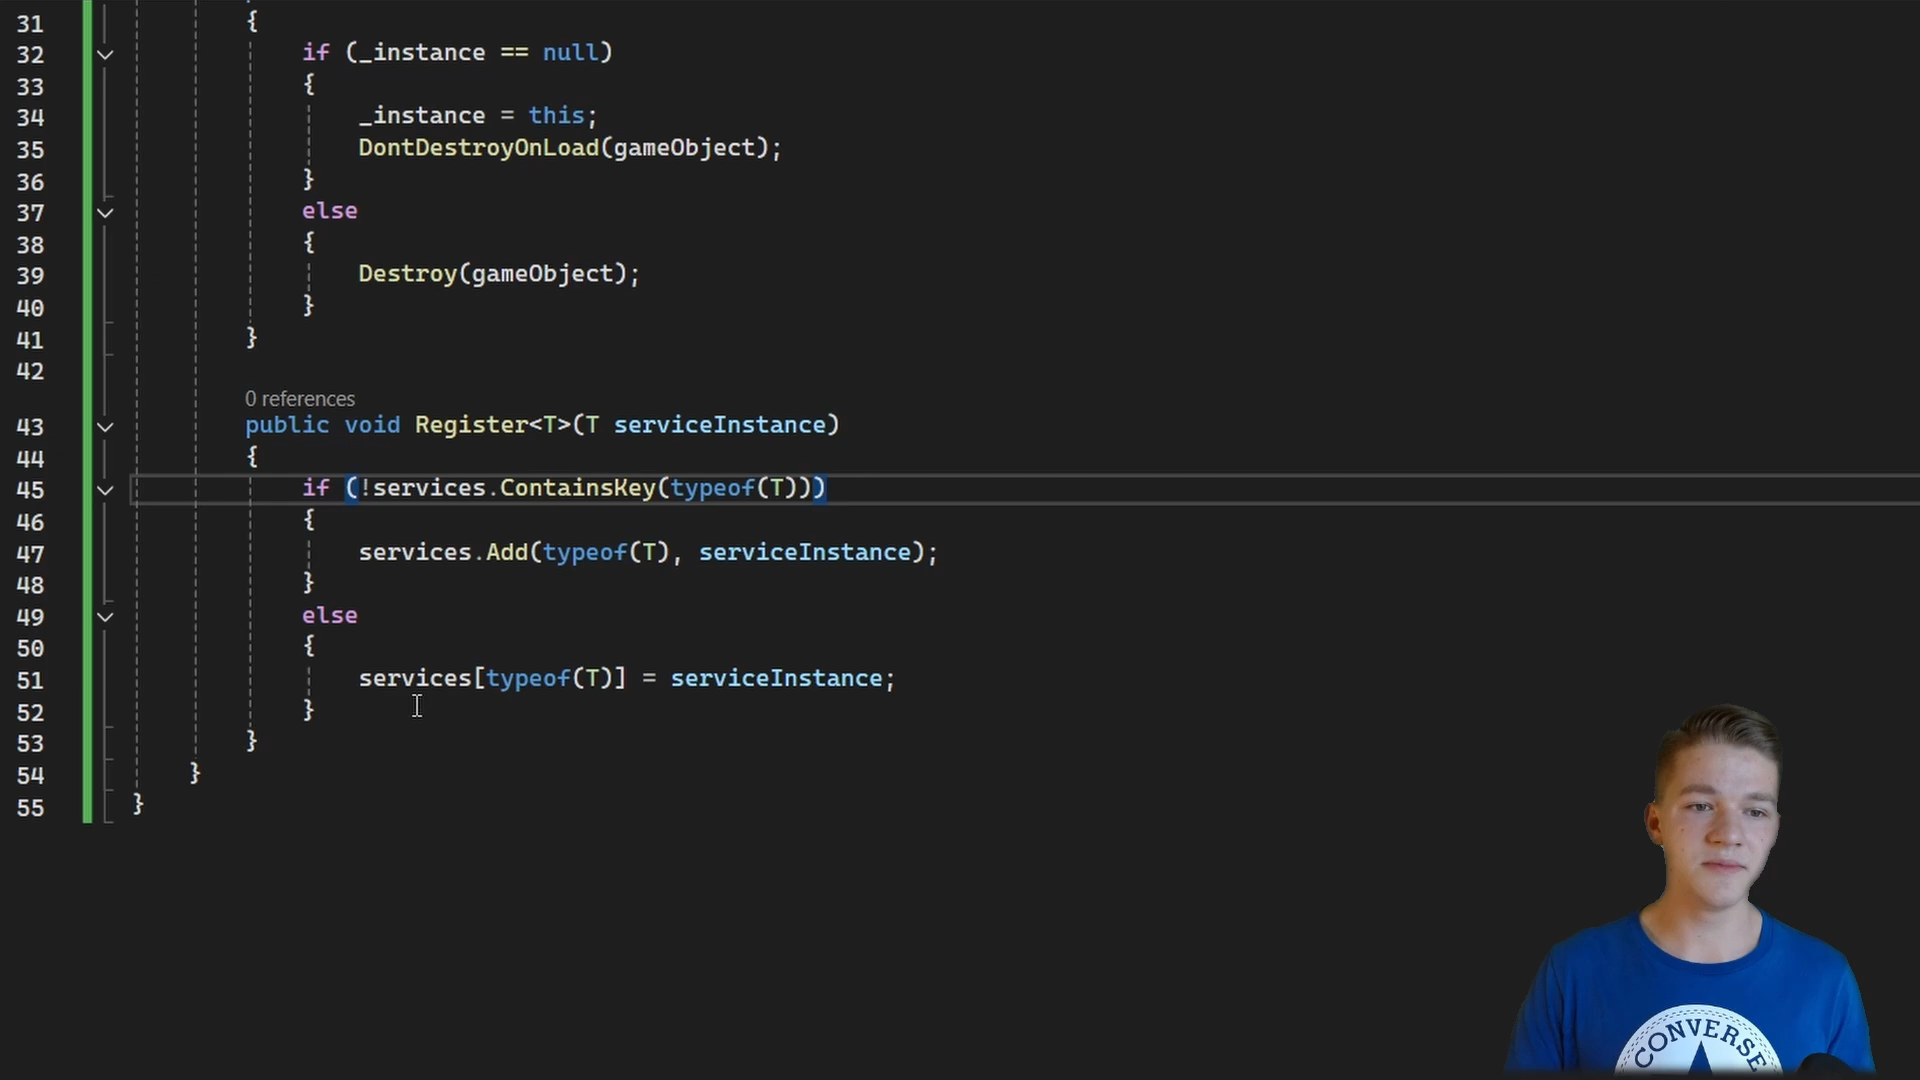 31 {
32 if (_instance == null)
33 {
34 _instance = this;
35 DontDestroyOnLoad(gameObject);
36 }
37 else
38 {
39 Destroy(gameObject);
40 }
41 }
42
0 references
43 public void Register<T>(T serviceInstance)
44 {
45 if (!services.ContainsKey(typeof(T)))
46 {
47 services.Add(typeof(T), serviceInstance);
48 }
49 else
50 {
51 services[typeof(T)] = serviceInstance;
52 }
53 }
54 }
55 }
CONVERSE